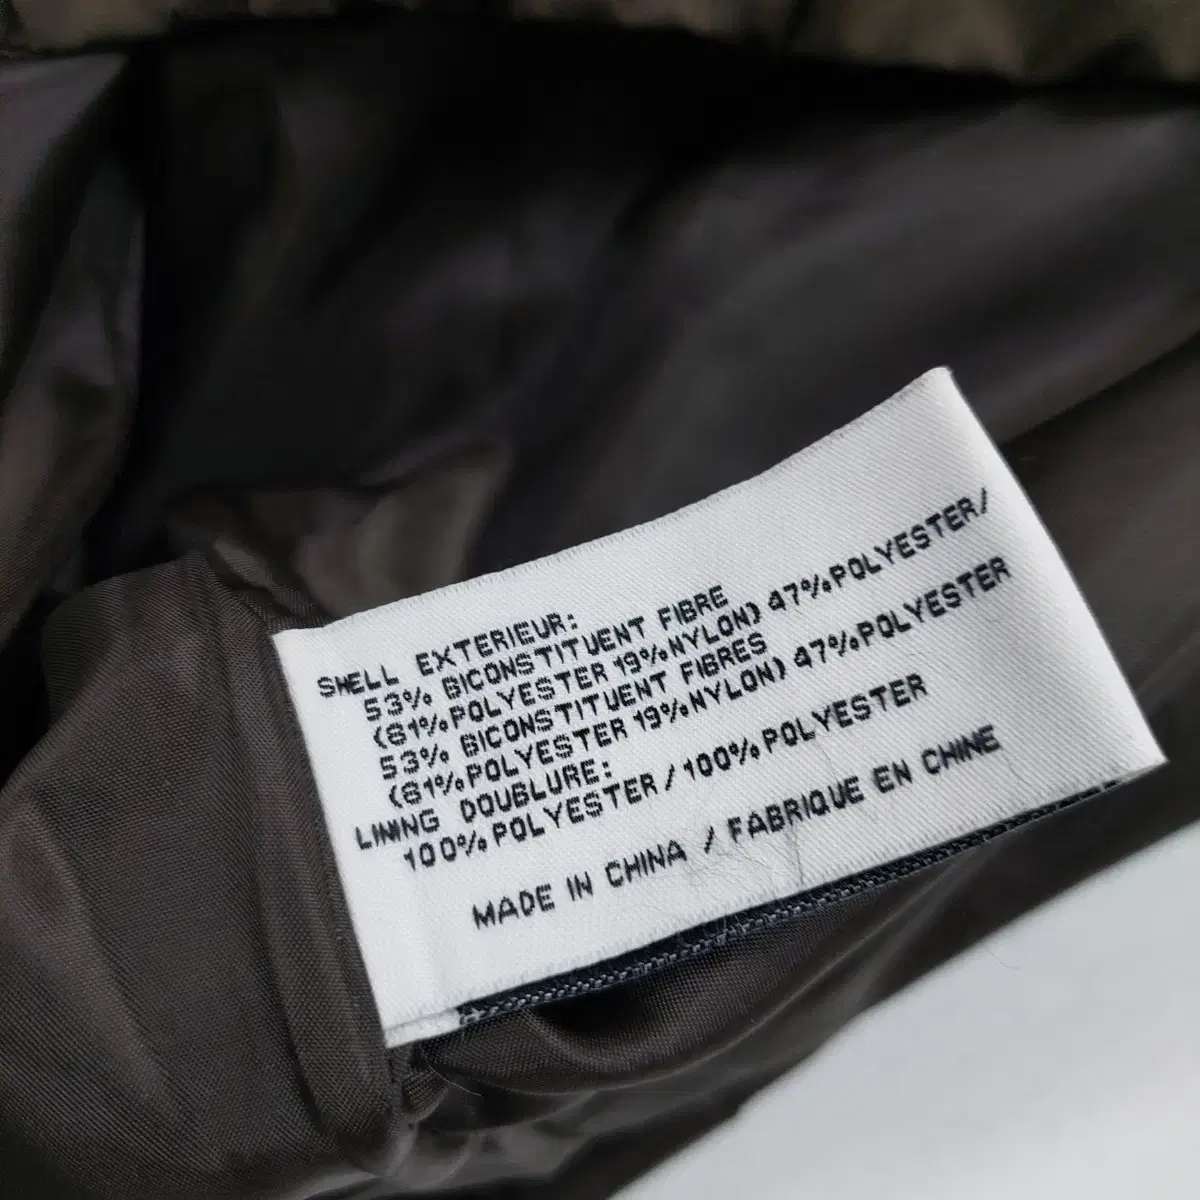 SHELL EXTERIEUR:
53% BICONSTITUENT FIBRE
(81%POLYESTER 19%NYLON) 47%POLYESTER/
53% BICONSTITUENT FIBRES
(81%POLYESTER 19%NYLON) 47%POLYESTER
LINING DOUBLURE:
100%POLYESTER/100%POLYESTER
MADE IN CHINA / FABRIQUE EN CHINE